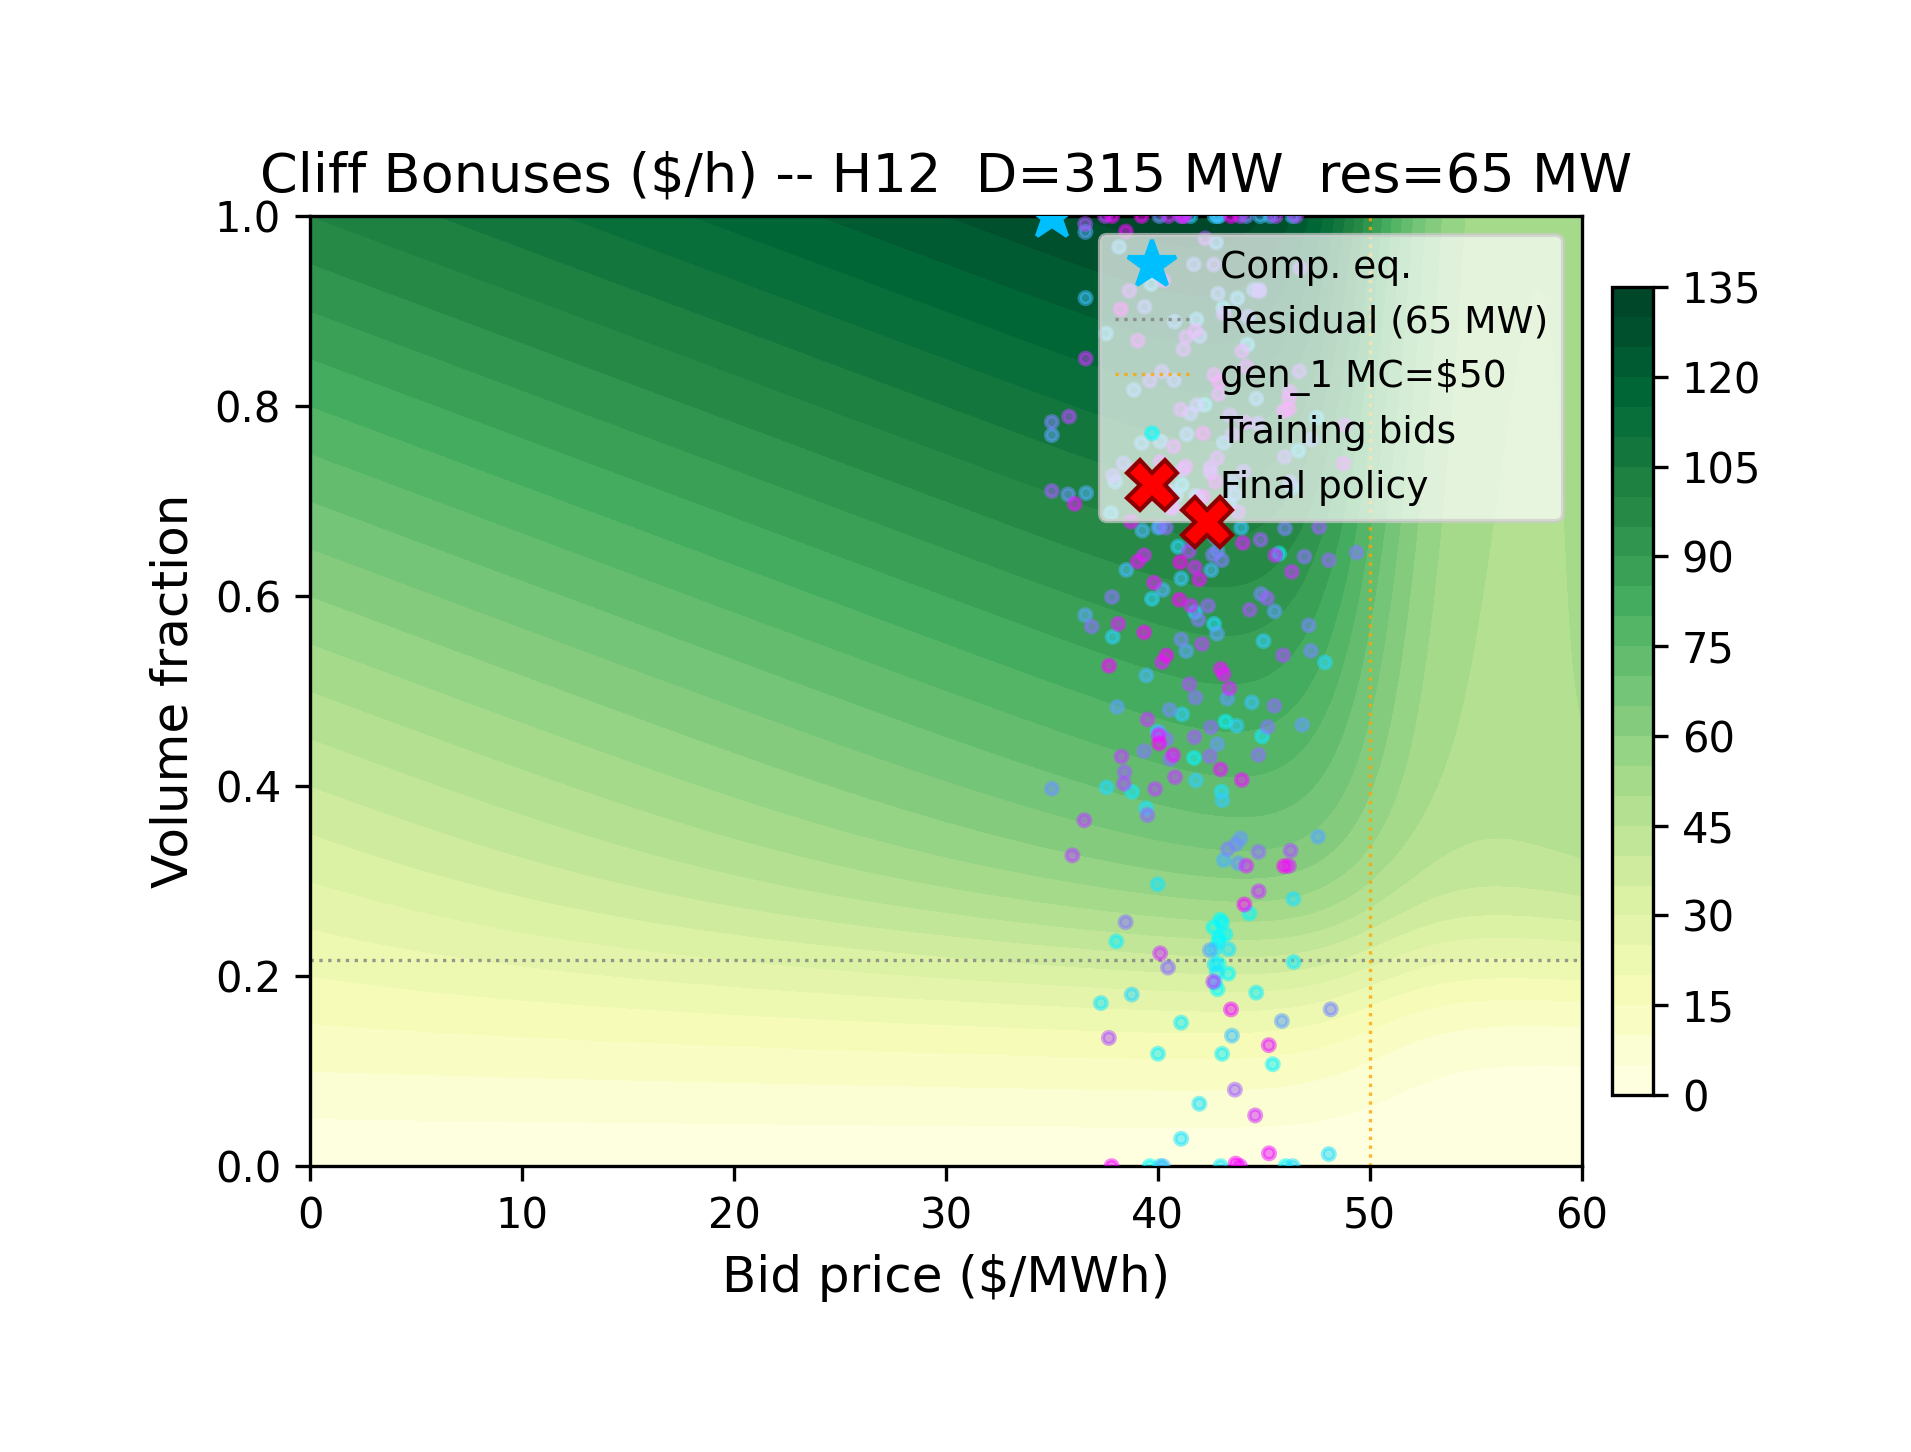 Cliff Bonuses ($/h) -- H12  D=315 MW  res=65 MW
1.0
0.8
0.6
0.4
0.2
0.0
Volume fraction
Comp. eq.
Residual (65 MW)
gen_1 MC=$50
Training bids
Final policy
135
120
105
90
75
60
45
30
15
0
0
10
20
30
40
50
60
Bid price ($/MWh)